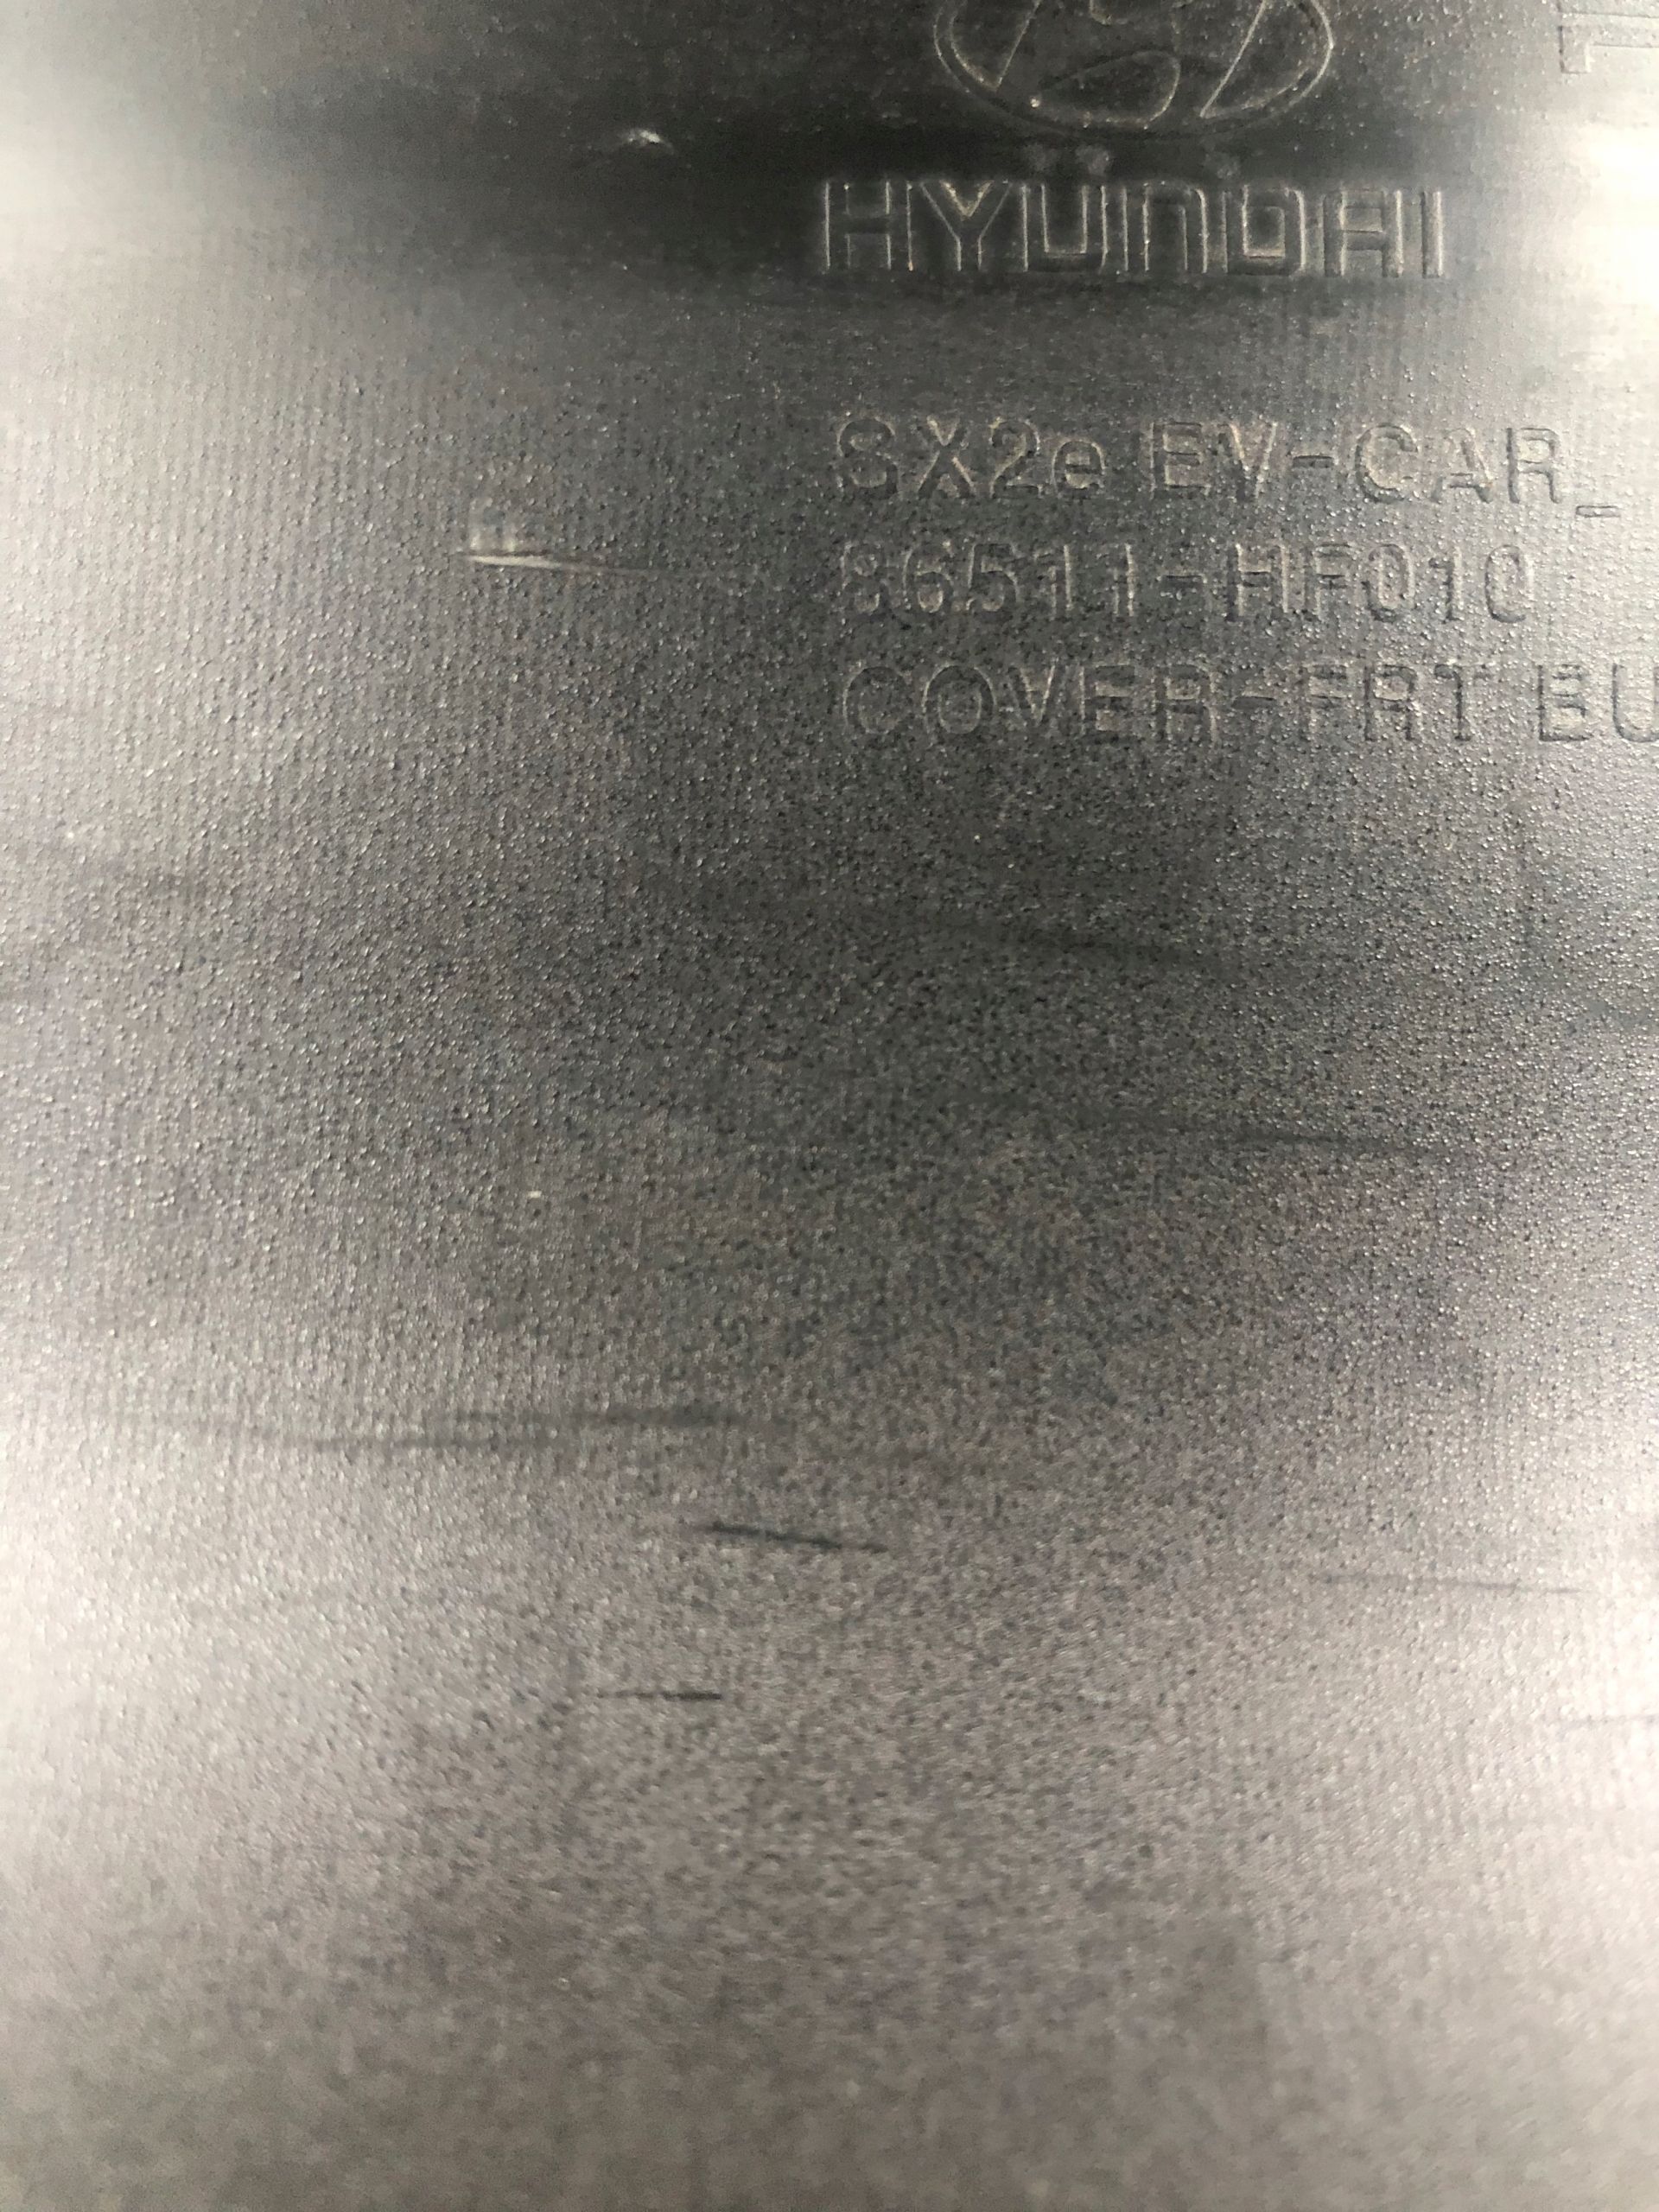 HYUNDAI
SX2e EV-CAR_
86511-HF010
COVER-FRT BU